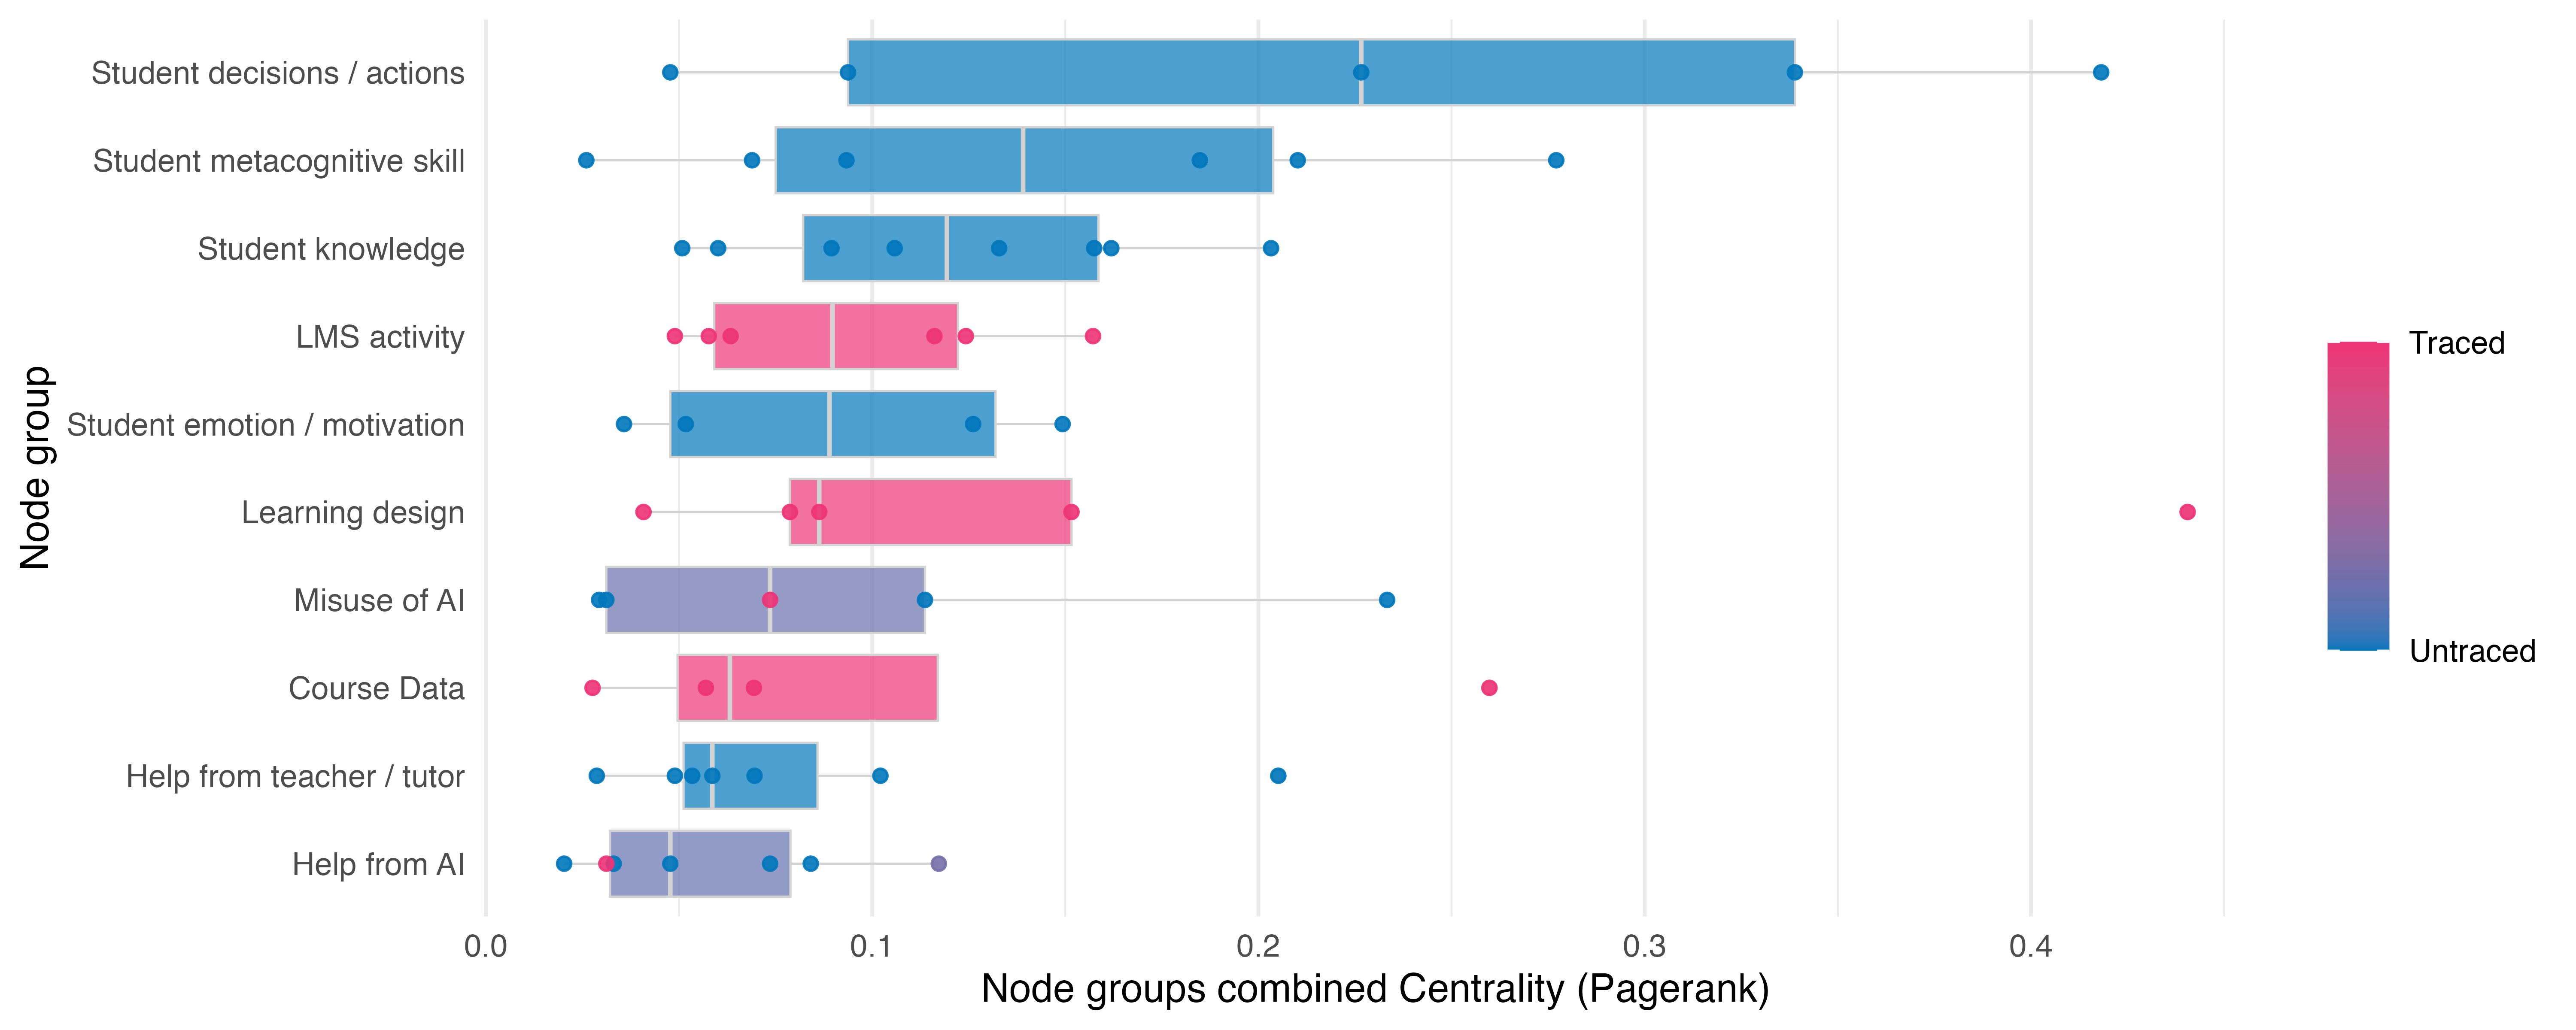 Node group
Student decisions / actions
Student metacognitive skill
Student knowledge
LMS activity
Student emotion / motivation
Learning design
Misuse of AI
Course Data
Help from teacher / tutor
Help from AI
0.0 0.1 0.2 0.3 0.4
Node groups combined Centrality (Pagerank)
Traced
Untraced